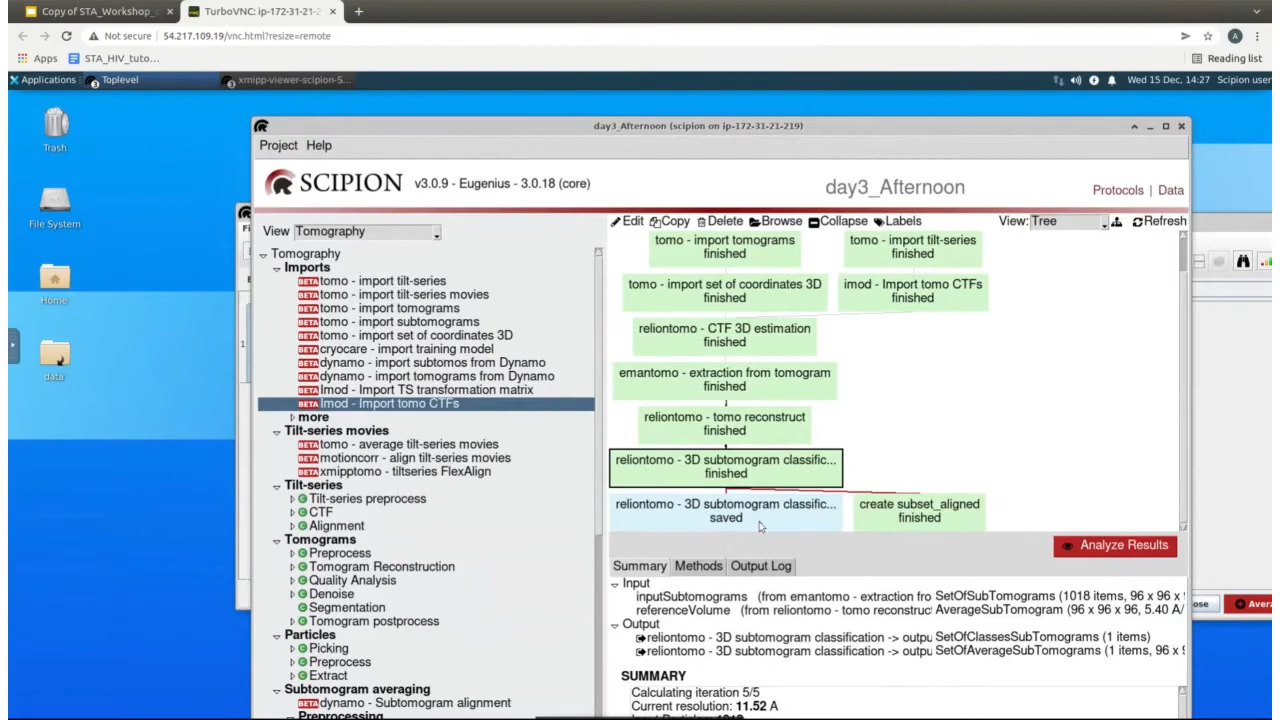 Copy of STA_Workshop_c
TurboVNC: ip-172-31-21-2
Not secure | 54.217.109.19/vnc.html?resize=remote
A
Apps STA_HIV_tuto...
Reading list
Applications Toplevel xmipp-viewer-scipion-S... Wed 15 Dec, 14:27 Scipion user
Trash
File System
Home
data
day3_Afternoon (scipion on ip-172-31-21-219)
Project Help
SCIPION v3.0.9 - Eugenius - 3.0.18 (core)
day3_Afternoon
Protocols | Data
View Tomography
Edit Copy Delete Browse Collapse Labels View: Tree Refresh
Tomography
Imports
BETA tomo - import tilt-series
BETA tomo - import tilt-series movies
BETA tomo - import tomograms
BETA tomo - import subtomograms
BETA tomo - import set of coordinates 3D
BETA cryocare - import training model
BETA dynamo - import subtomos from Dynamo
BETA dynamo - import tomograms from Dynamo
BETA Imod - Import TS transformation matrix
BETA Imod - Import tomo CTFs
more
Tilt-series movies
BETA tomo - average tilt-series movies
BETA motioncorr - align tilt-series movies
BETA xmipptomo - tiltseries FlexAlign
Tilt-series
Tilt-series preprocess
CTF
Alignment
Tomograms
Preprocess
Tomogram Reconstruction
Quality Analysis
Denoise
Segmentation
Tomogram postprocess
Particles
Picking
Preprocess
Extract
Subtomogram averaging
BETA dynamo - Subtomogram alignment
Preprocessing
tomo - import tomograms
finished
tomo - import tilt-series
finished
tomo - import set of coordinates 3D
finished
imod - Import tomo CTFs
finished
reliontomo - CTF 3D estimation
finished
emantomo - extraction from tomogram
finished
reliontomo - tomo reconstruct
finished
reliontomo - 3D subtomogram classific...
finished
reliontomo - 3D subtomogram classific...
saved
create subset_aligned
finished
Analyze Results
Summary Methods Output Log
Input
inputSubtomograms (from emantomo - extraction fro SetOfSubTomograms (1018 items, 96 x 96 x
referenceVolume (from reliontomo - tomo reconstruc AverageSubTomogram (96 x 96 x 96, 5.40 A/
Output
reliontomo - 3D subtomogram classification -> outpu SetOfClassesSubTomograms (1 items)
reliontomo - 3D subtomogram classification -> outpu SetOfAverageSubTomograms (1 items, 96 x
SUMMARY
Calculating iteration 5/5
Current resolution: 11.52 A
1
ose
Avera